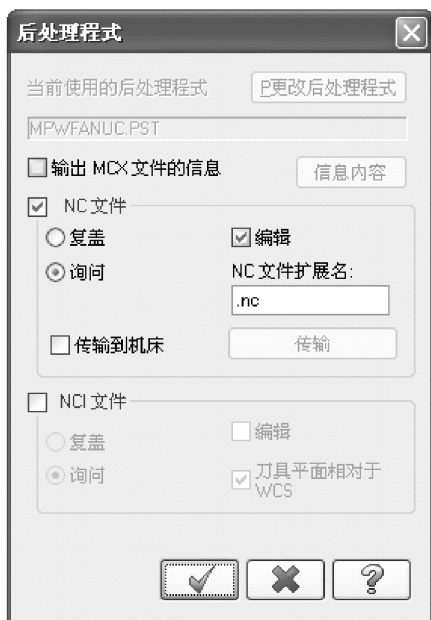 后处理程式
当前使用的后处理程式
P更改后处理程式
MPWFANUC.PST
输出 MCX 文件的信息
信息内容
NC 文件
复盖
编辑
询问
NC 文件扩展名:
.nc
传输到机床
传输
NCI 文件
复盖
编辑
询问
刀具平面相对于
WCS